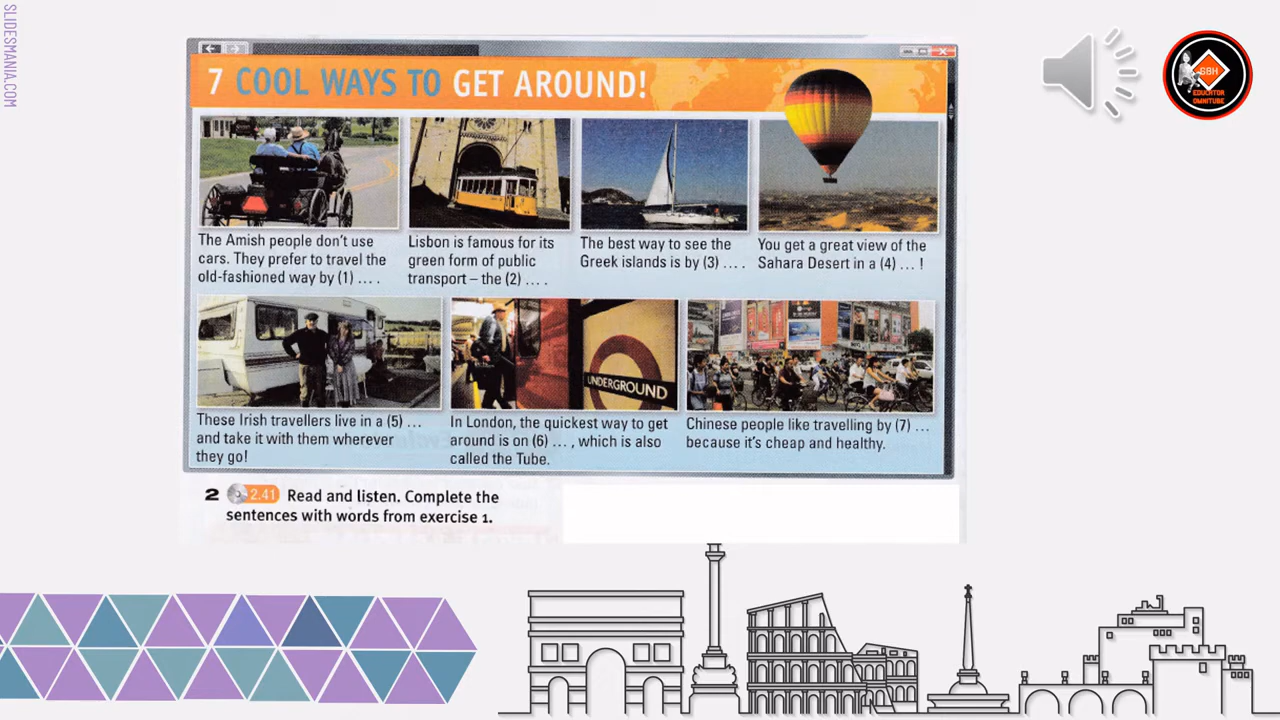 SLIDESMANIA.COM
7 COOL WAYS TO GET AROUND!
SBH
EDUCATOR
OMNITUBE
The Amish people don't use
cars. They prefer to travel the
old-fashioned way by (1) ... .
Lisbon is famous for its
green form of public
transport – the (2) ... .
The best way to see the
Greek islands is by (3) ... .
You get a great view of the
Sahara Desert in a (4) ... !
UNDERGROUND
These Irish travellers live in a (5) ...
and take it with them wherever
they go!
In London, the quickest way to get
around is on (6) ... , which is also
called the Tube.
Chinese people like travelling by (7) ...
because it's cheap and healthy.
2 2.41 Read and listen. Complete the
sentences with words from exercise 1.